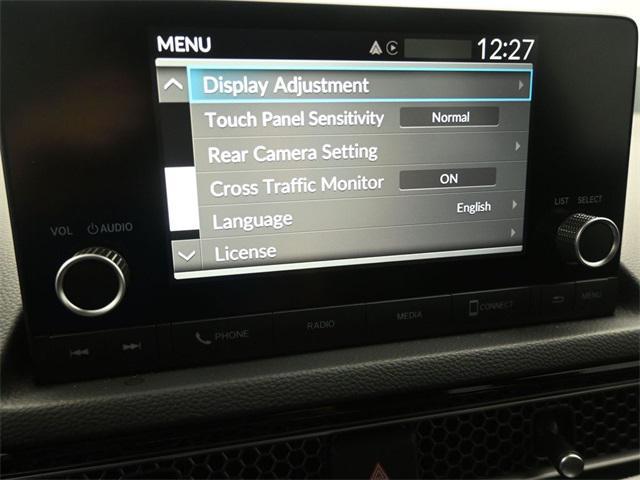 MENU 12:27
Display Adjustment
Touch Panel Sensitivity Normal
Rear Camera Setting
Cross Traffic Monitor ON
Language English
License
VOL AUDIO
LIST SELECT
PHONE RADIO MEDIA CONNECT MENU